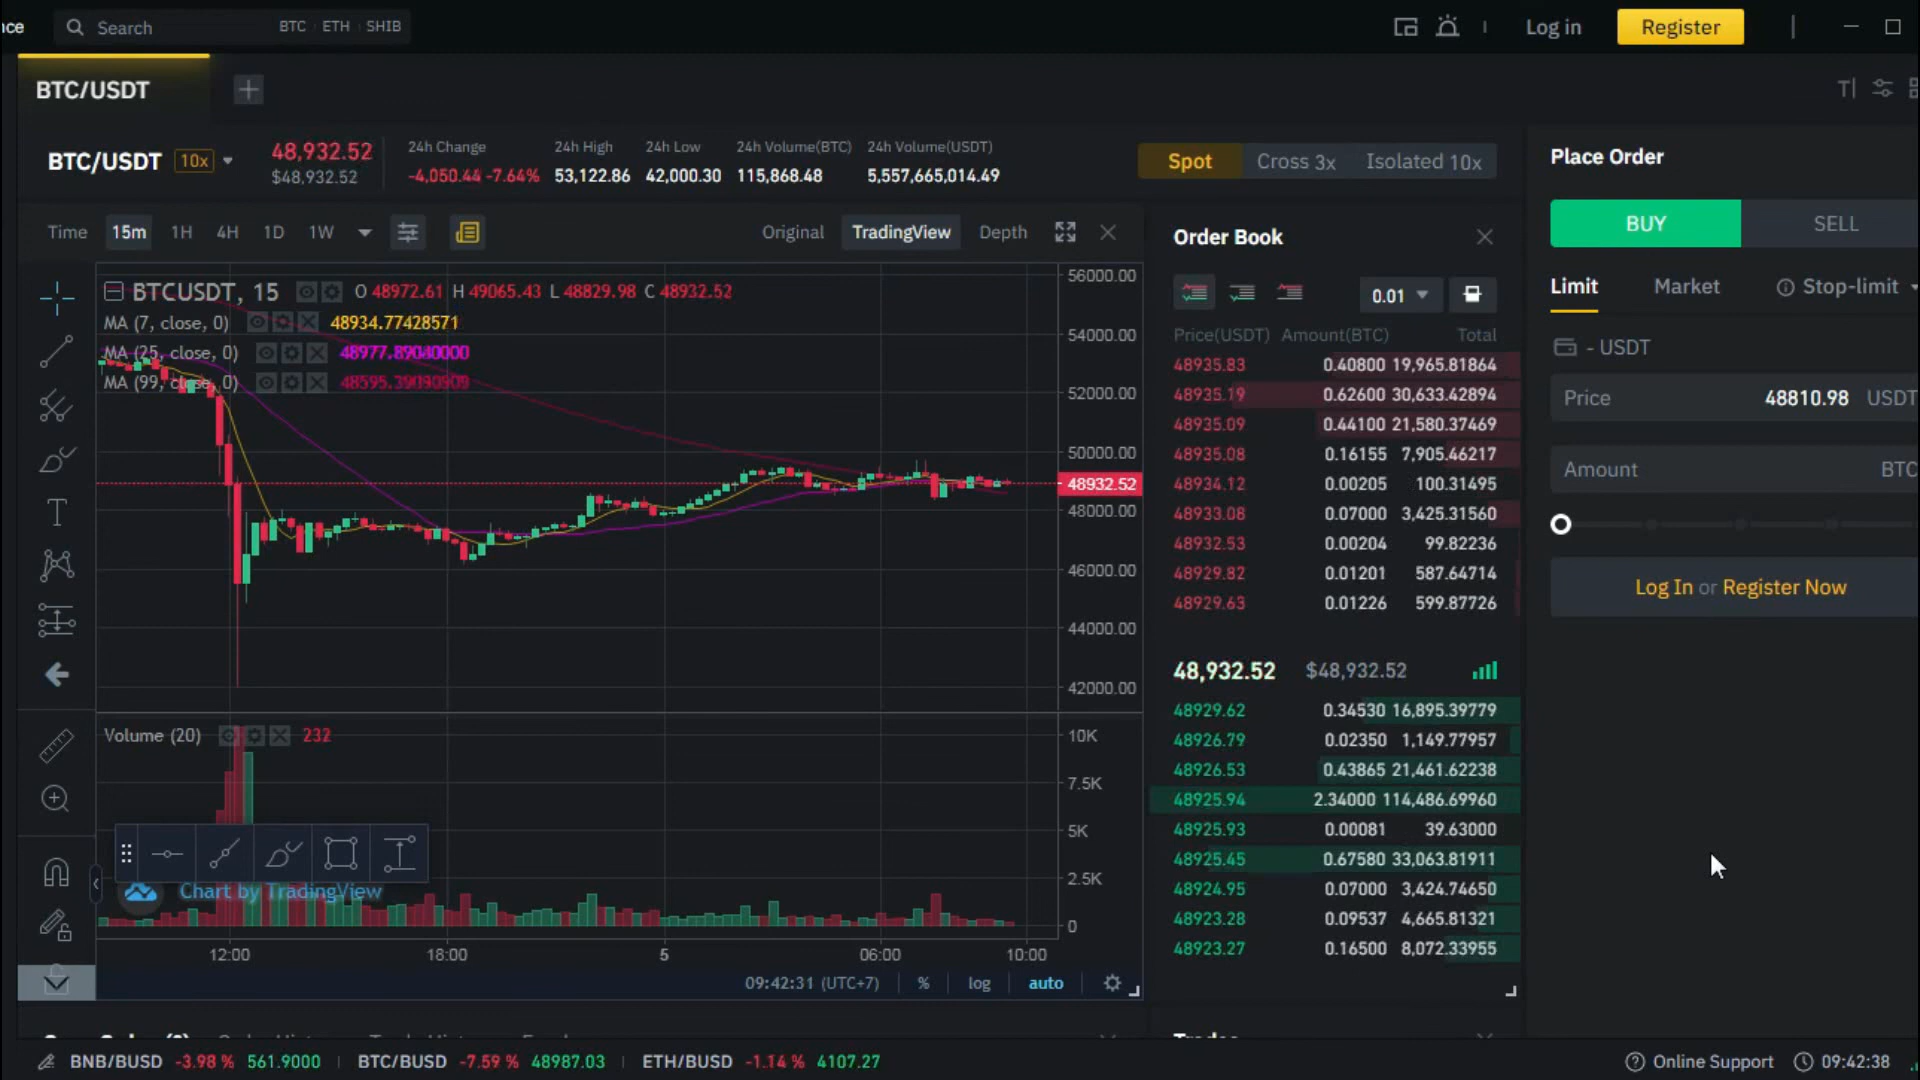 nce Search BTC ETH SHIB Log in Register
BTC/USDT
BTC/USDT 10x 48,932.52 $48,932.52
24h Change -4,050.44 -7.64%
24h High 53,122.86
24h Low 42,000.30
24h Volume(BTC) 115,868.48
24h Volume(USDT) 5,557,665,014.49
Spot Cross 3x Isolated 10x
Time 15m 1H 4H 1D 1W Original TradingView Depth
BTCUSDT, 15 O 48972.61 H 49065.43 L 48829.98 C 48932.52
MA (7, close, 0) 48934.77428571
MA (25, close, 0) 48977.89040000
MA (99, close, 0) 48595.39090909
56000.00
54000.00
52000.00
50000.00
48932.52
48000.00
46000.00
44000.00
42000.00
Volume (20) 232
10K
7.5K
5K
2.5K
0
Chart by TradingView
12:00 18:00 5 06:00 10:00
09:42:31 (UTC+7) % log auto
Order Book
0.01
Price(USDT) Amount(BTC) Total
48935.83 0.40800 19,965.81864
48935.19 0.62600 30,633.42894
48935.09 0.44100 21,580.37469
48935.08 0.16155 7,905.46217
48934.12 0.00205 100.31495
48933.08 0.07000 3,425.31560
48932.53 0.00204 99.82236
48929.82 0.01201 587.64714
48929.63 0.01226 599.87726
48,932.52 $48,932.52
48929.62 0.34530 16,895.39779
48926.79 0.02350 1,149.77957
48926.53 0.43865 21,461.62238
48925.94 2.34000 114,486.69960
48925.93 0.00081 39.63000
48925.45 0.67580 33,063.81911
48924.95 0.07000 3,424.74650
48923.28 0.09537 4,665.81321
48923.27 0.16500 8,072.33955
Place Order
BUY SELL
Limit Market Stop-limit
- USDT
Price 48810.98 USDT
Amount BTC
Log In or Register Now
BNB/BUSD -3.98 % 561.9000 BTC/BUSD -7.59 % 48987.03 ETH/BUSD -1.14 % 4107.27 Online Support 09:42:38